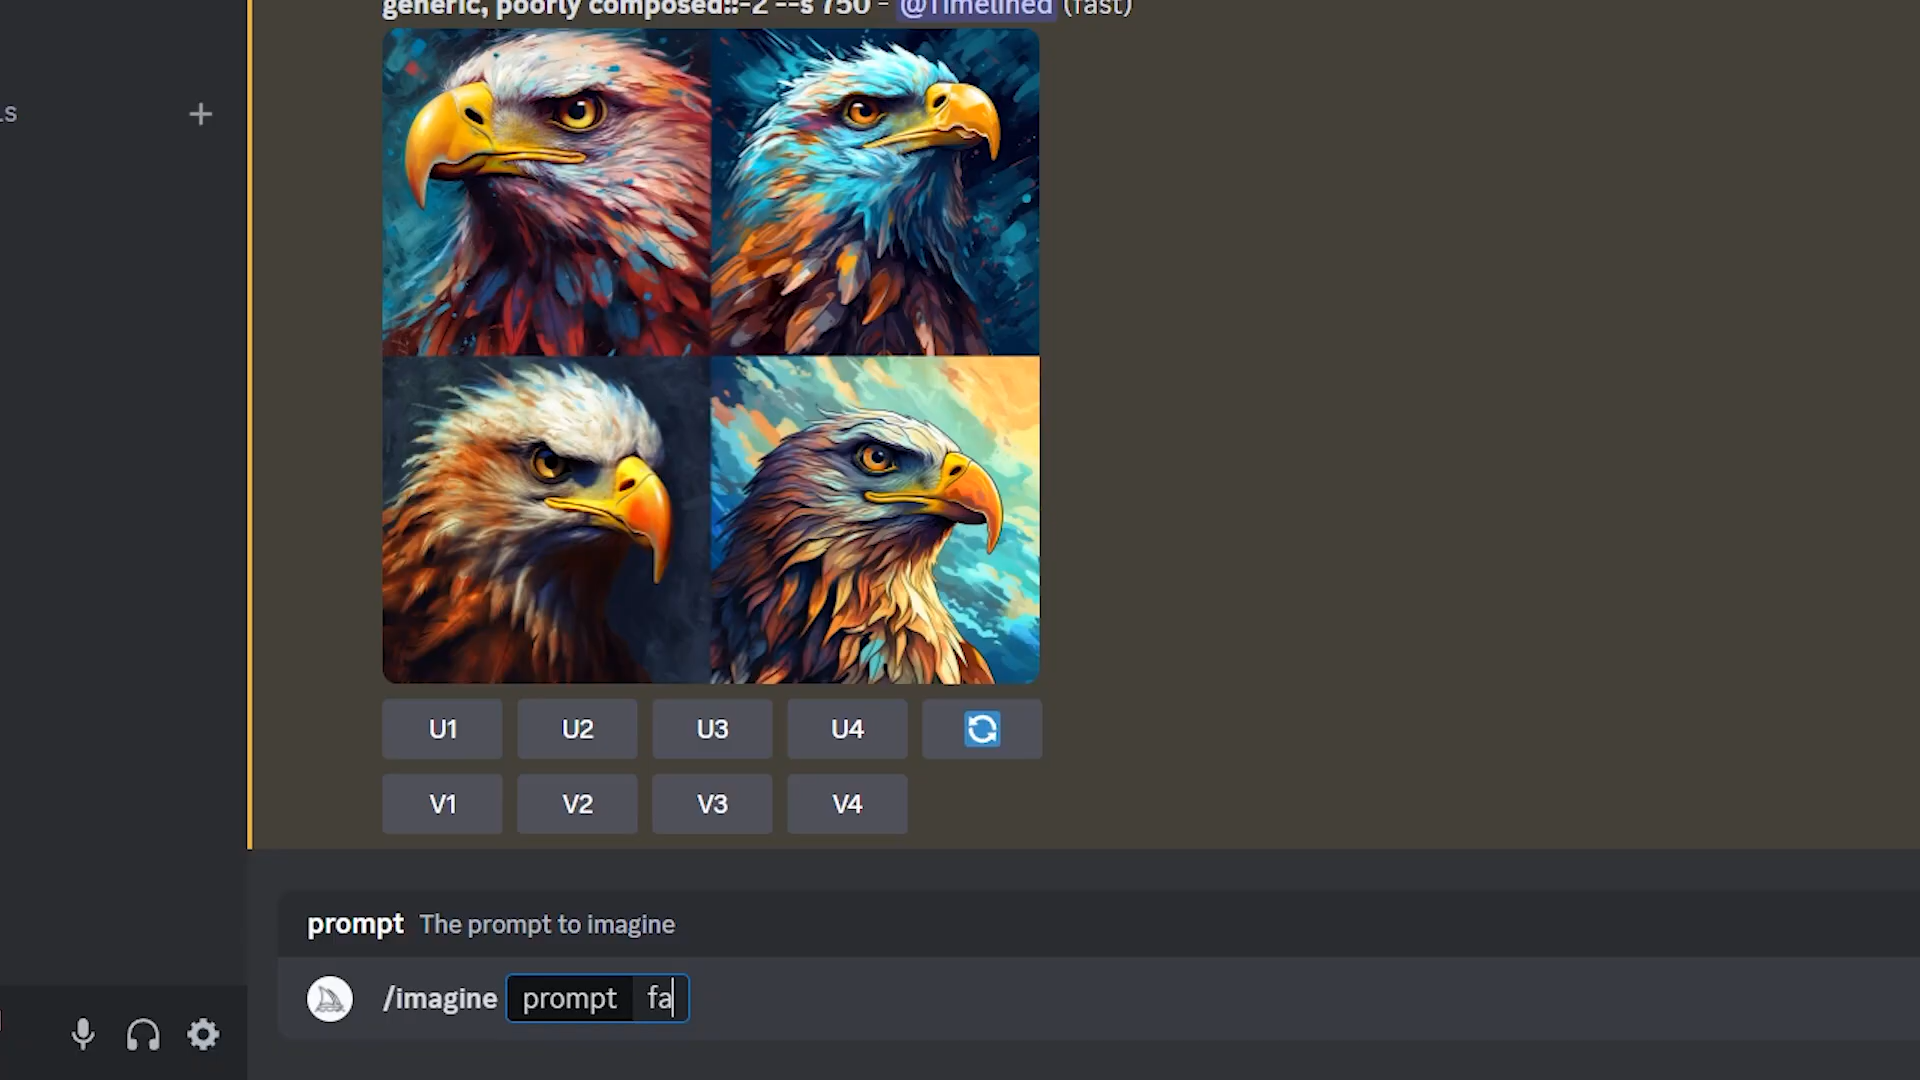 generic, poorly composed::-2 --s 750 - @Timelined (fast)
LS
U1 U2 U3 U4
V1 V2 V3 V4
prompt The prompt to imagine
/imagine prompt fa